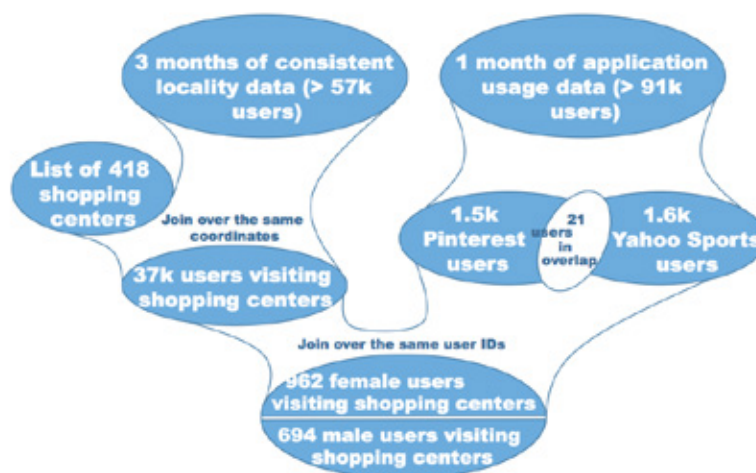 3 months of consistent
locality data (> 57k
users)
1 month of application
usage data (> 91k
users)
List of 418
shopping
centers
Join over the same
coordinates
1.5k
Pinterest
users
21
users
in
overlap
1.6k
Yahoo Sports
users
37k users visiting
shopping centers
Join over the same user IDs
962 female users
visiting shopping centers
694 male users visiting
shopping centers